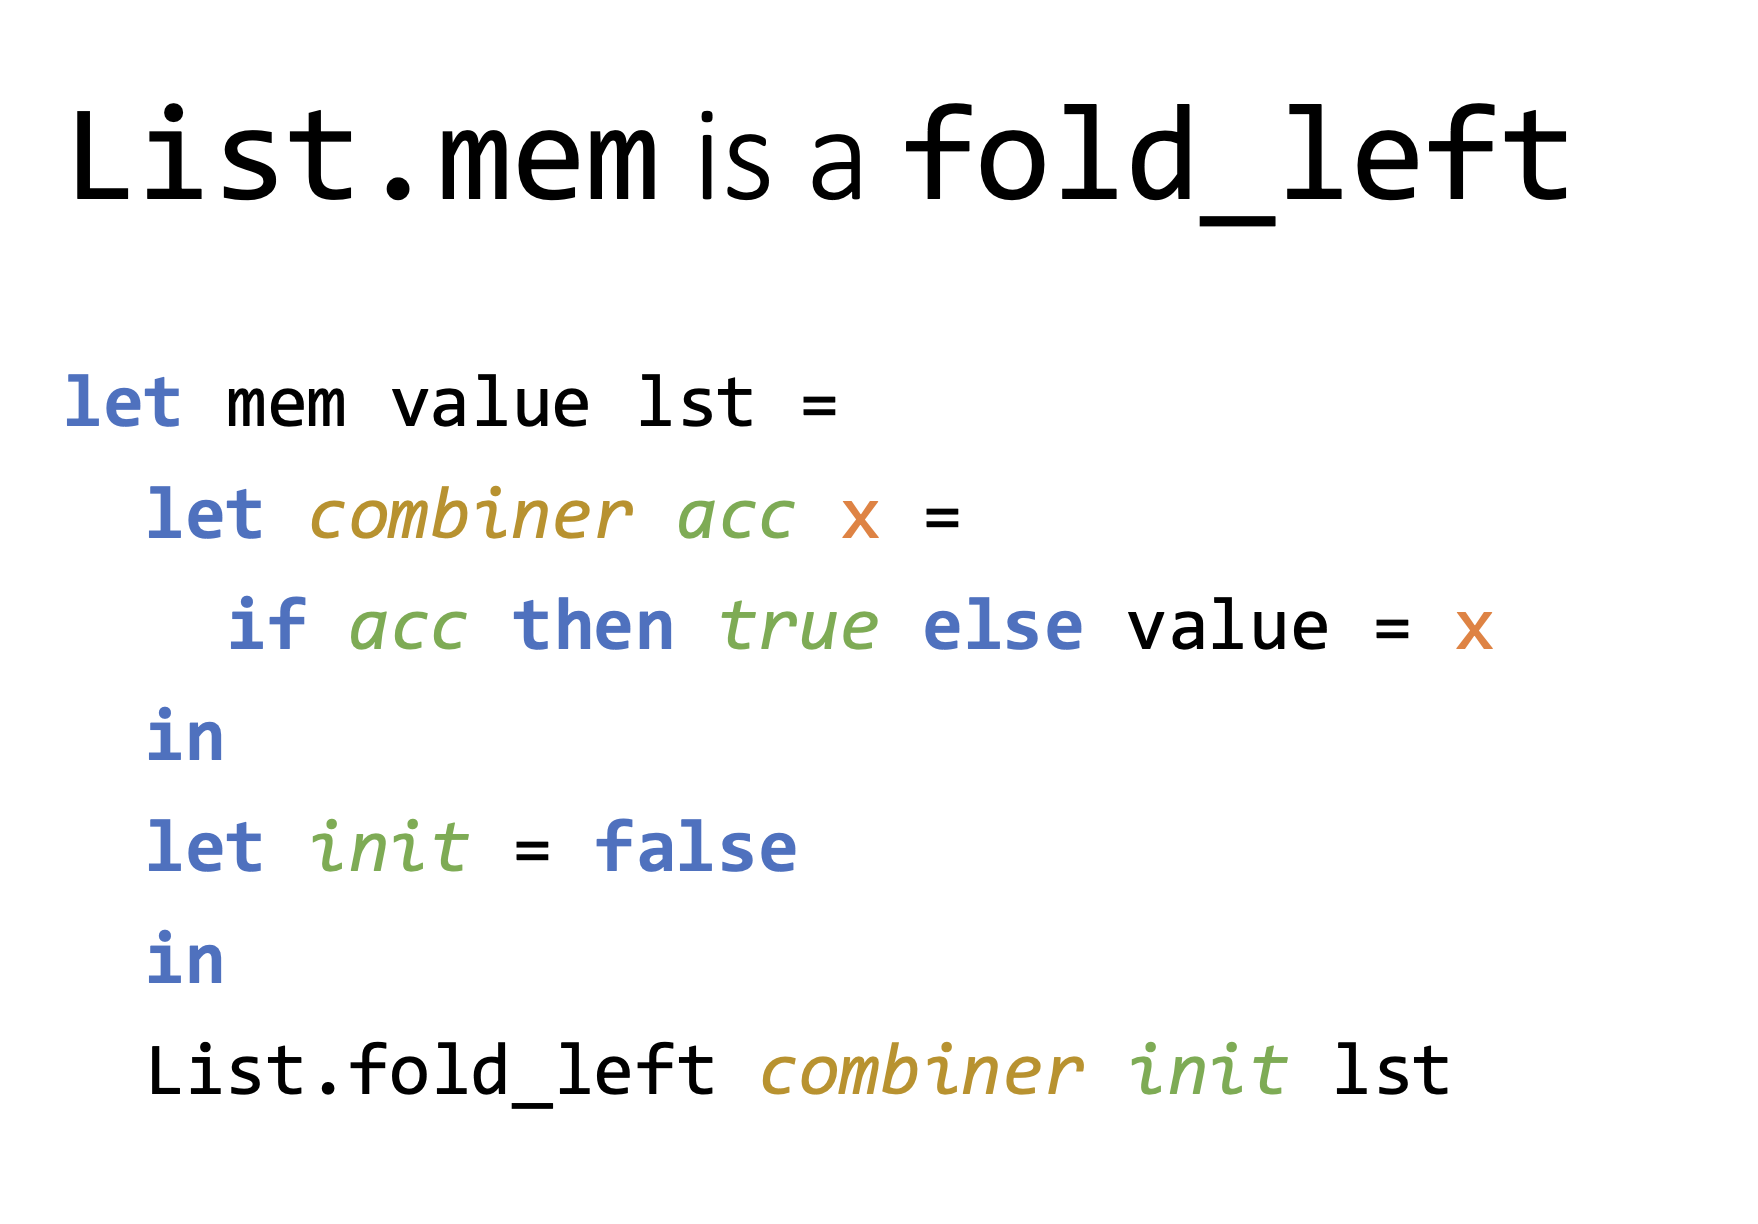 List.mem is a fold_left
let mem value lst =
  let combiner acc x =
    if acc then true else value = x
  in
  let init = false
  in
  List.fold_left combiner init lst